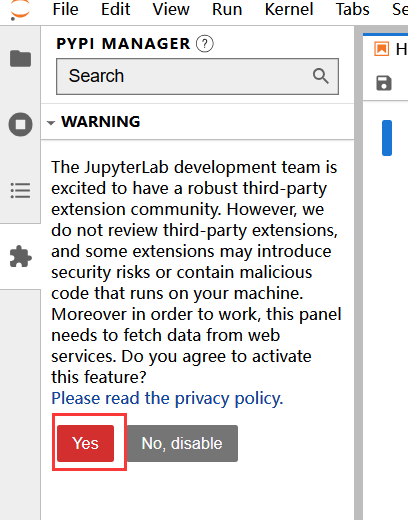 File Edit View Run Kernel Tabs Se
PYPI MANAGER ?
H
Search
WARNING
The JupyterLab development team is
excited to have a robust third-party
extension community. However, we
do not review third-party extensions,
and some extensions may introduce
security risks or contain malicious
code that runs on your machine.
Moreover in order to work, this panel
needs to fetch data from web
services. Do you agree to activate
this feature?
Please read the privacy policy.
Yes No, disable